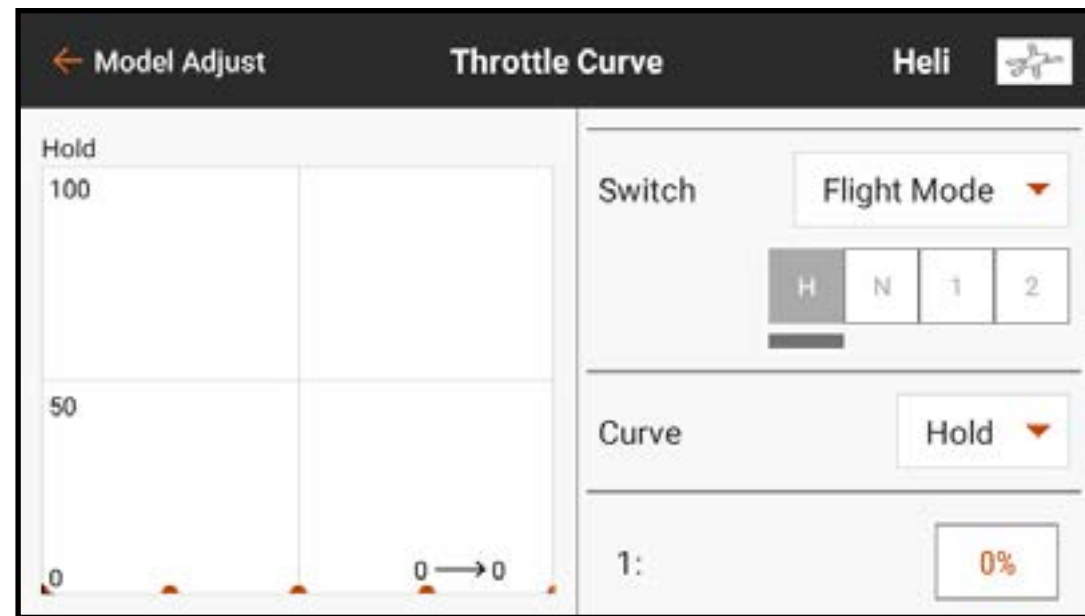 ← Model Adjust
Throttle Curve
Heli
Hold
100
50
0
0 → 0
Switch
Flight Mode
H N 1 2
Curve
Hold
1:
0%